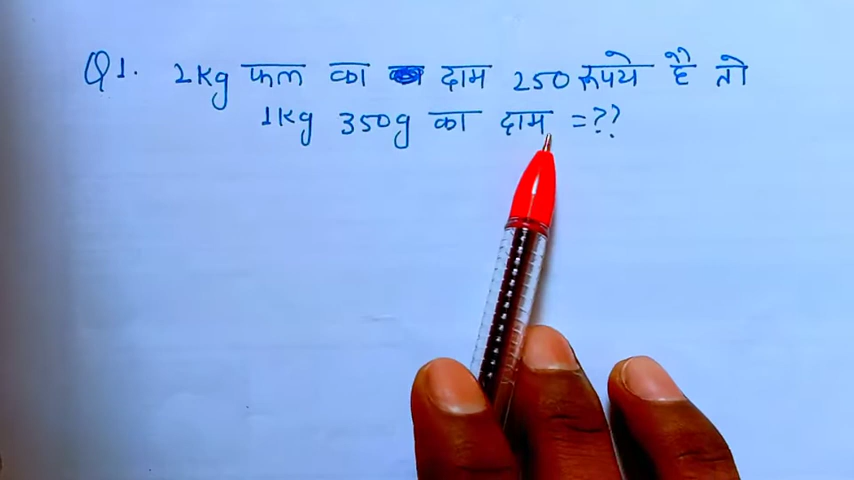 Q1. 2Kg फल का दाम 250 रूपये है तो
1Kg 350g का दाम = ??